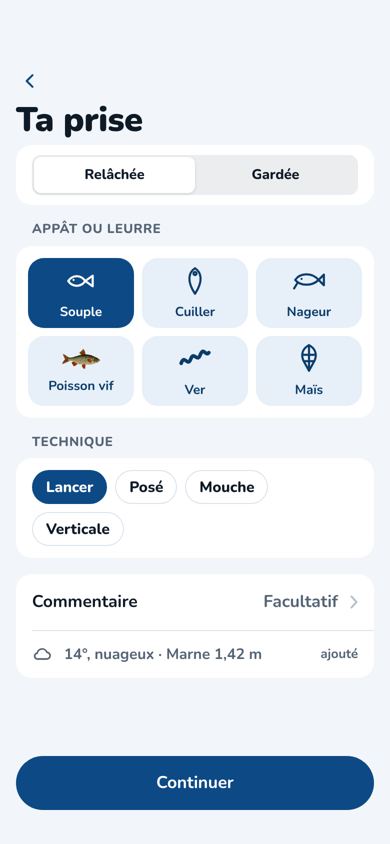 Ta prise
Relâchée Gardée
APPÂT OU LEURRE
Souple Cuiller Nageur
Poisson vif Ver Maïs
TECHNIQUE
Lancer Posé Mouche
Verticale
Commentaire Facultatif
14°, nuageux · Marne 1,42 m ajouté
Continuer